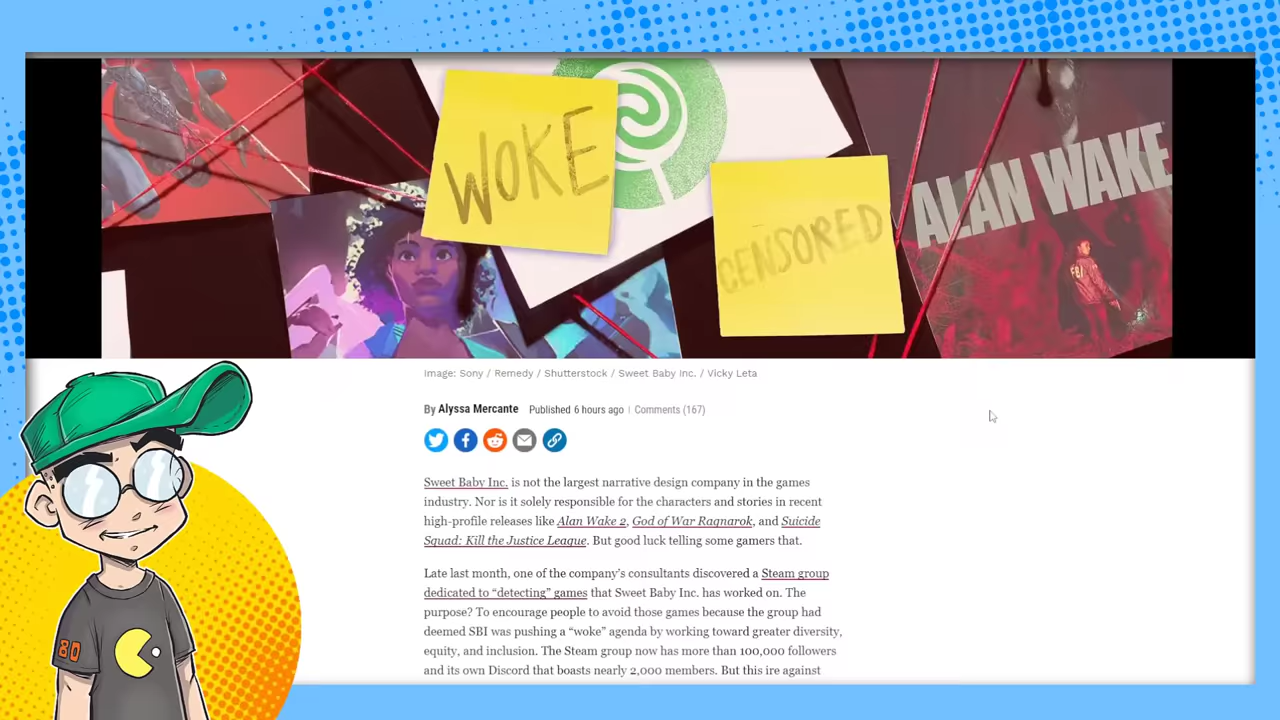 WOKE
CENSORED
ALAN WAKE
FBI
Image: Sony / Remedy / Shutterstock / Sweet Baby Inc. / Vicky Leta
By Alyssa Mercante Published 6 hours ago | Comments (167)
Sweet Baby Inc. is not the largest narrative design company in the games
industry. Nor is it solely responsible for the characters and stories in recent
high-profile releases like Alan Wake 2, God of War Ragnarok, and Suicide
Squad: Kill the Justice League. But good luck telling some gamers that.
Late last month, one of the company’s consultants discovered a Steam group
dedicated to “detecting” games that Sweet Baby Inc. has worked on. The
purpose? To encourage people to avoid those games because the group had
deemed SBI was pushing a “woke” agenda by working toward greater diversity,
equity, and inclusion. The Steam group now has more than 100,000 followers
and its own Discord that boasts nearly 2,000 members. But this ire against
80